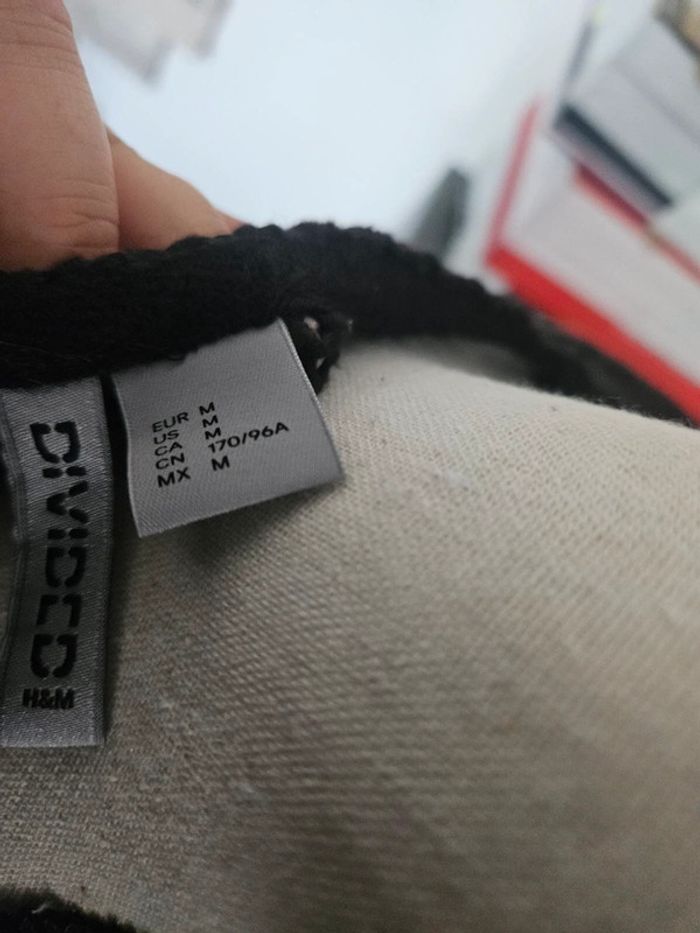 DIVIDED
H&M
EUR M
US M
CA M
CN 170/96A
MX M